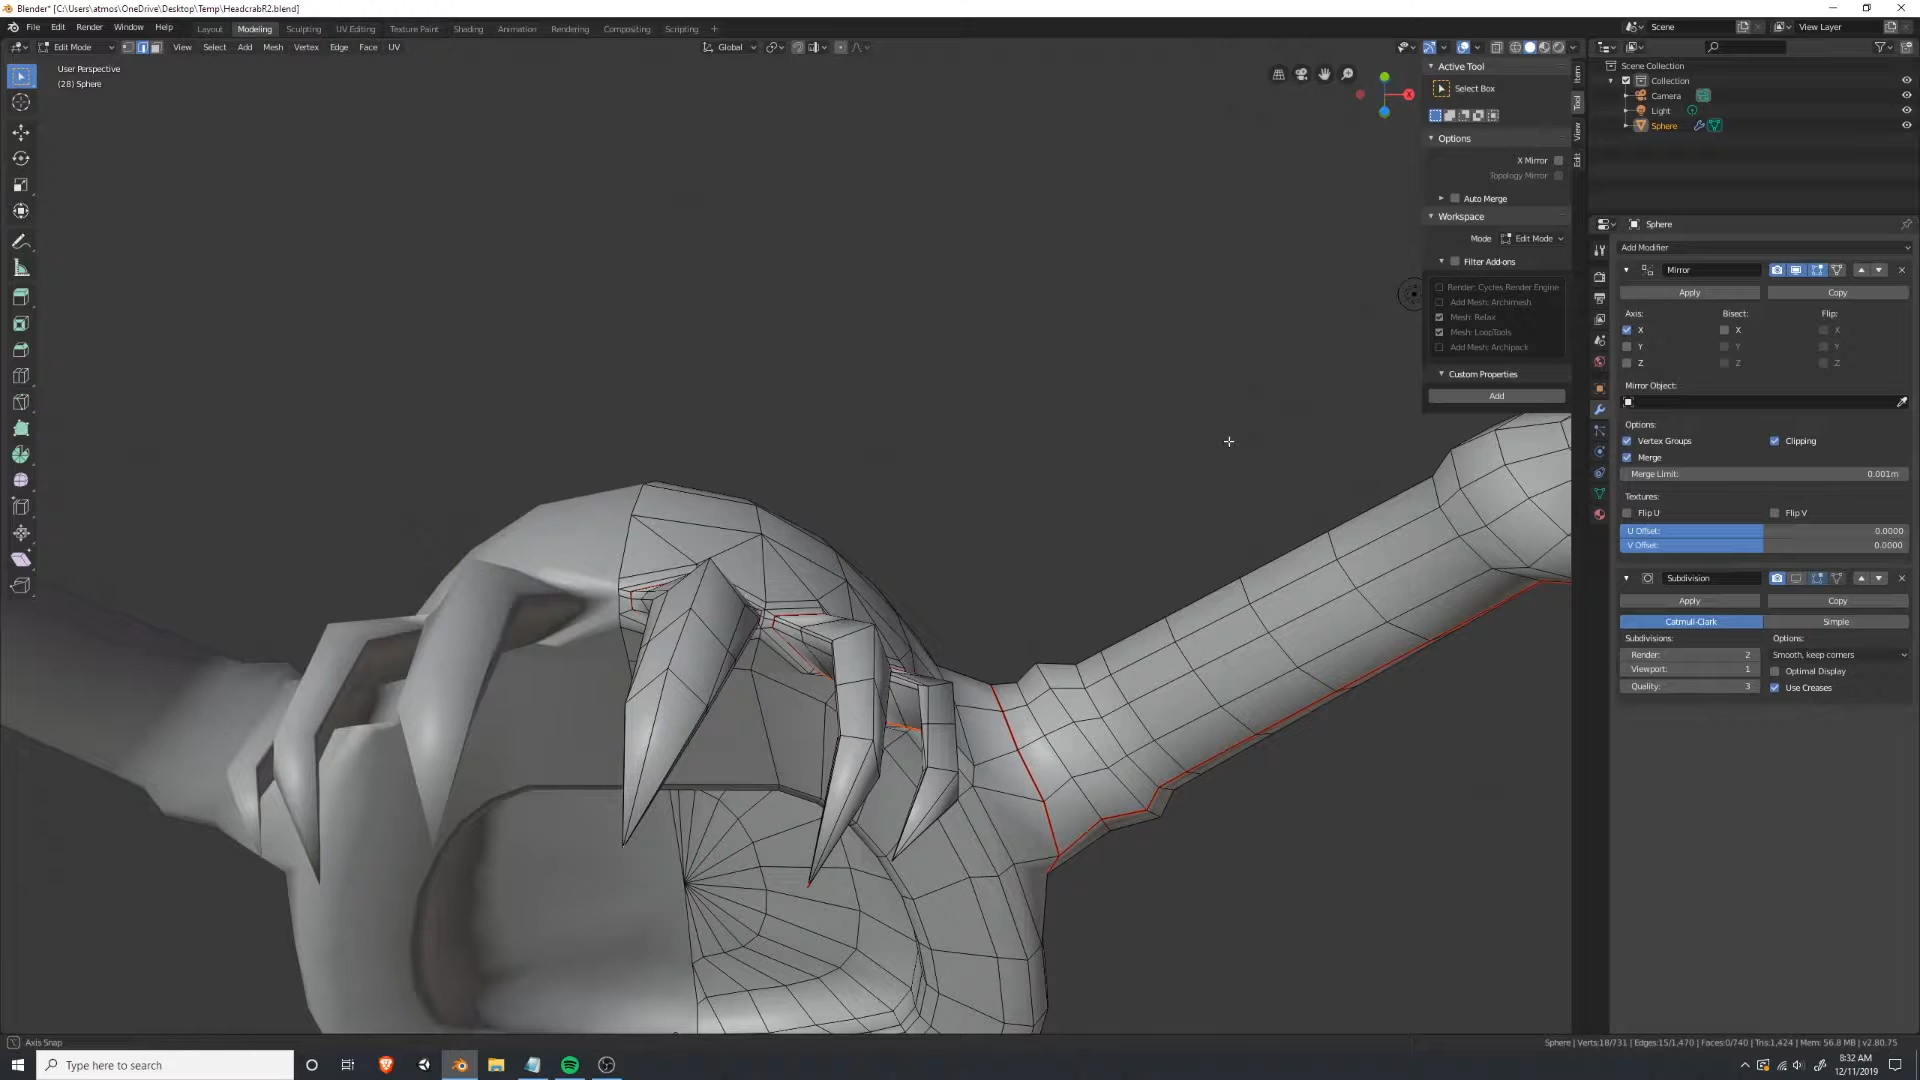 Blender* [C:\Users\atmos\OneDrive\Desktop\Temp\HeadcrabR2.blend]
File Edit Render Window Help Layout Modeling Sculpting UV Editing Texture Paint Shading Animation Rendering Compositing Scripting + Scene View Layer
Edit Mode View Select Add Mesh Vertex Edge Face UV Global
User Perspective
(28) Sphere
X
Active Tool
Select Box
Options
X Mirror
Topology Mirror
Auto Merge
Workspace
Mode Edit Mode
Filter Add-ons
Render: Cycles Render Engine
Add Mesh: Archimesh
Mesh: Relax
Mesh: LoopTools
Add Mesh: Archipack
Custom Properties
Add
Item
Tool
View
Edit
Scene Collection
Collection
Camera
Light
Sphere
Sphere
Add Modifier
Mirror
Apply Copy
Axis: Bisect: Flip:
X X X
Y Y Y
Z Z Z
Mirror Object:
Options:
Vertex Groups Clipping
Merge
Merge Limit: 0.001m
Textures:
Flip U Flip V
U Offset: 0.0000
V Offset: 0.0000
Subdivision
Apply Copy
Catmull-Clark Simple
Subdivisions: Options:
Render: 2 Smooth, keep corners
Viewport: 1 Optimal Display
Quality: 3 Use Creases
Axis Snap
Sphere | Verts:18/731 | Edges:15/1,470 | Faces:0/740 | Tris:1,424 | Mem: 56.8 MB | v2.80.75
Type here to search
8:32 AM
12/11/2019